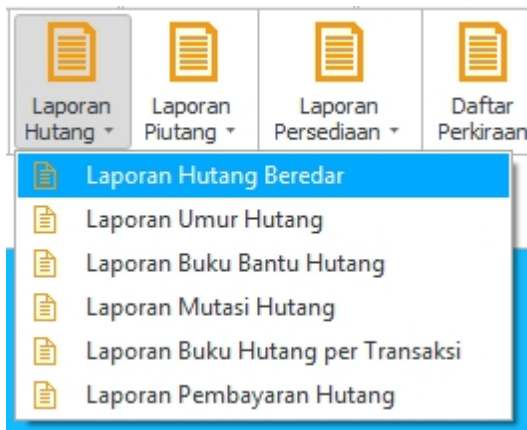 Laporan
Hutang
Laporan
Piutang
Laporan
Persediaan
Daftar
Perkiraan
Laporan Hutang Beredar
Laporan Umur Hutang
Laporan Buku Bantu Hutang
Laporan Mutasi Hutang
Laporan Buku Hutang per Transaksi
Laporan Pembayaran Hutang